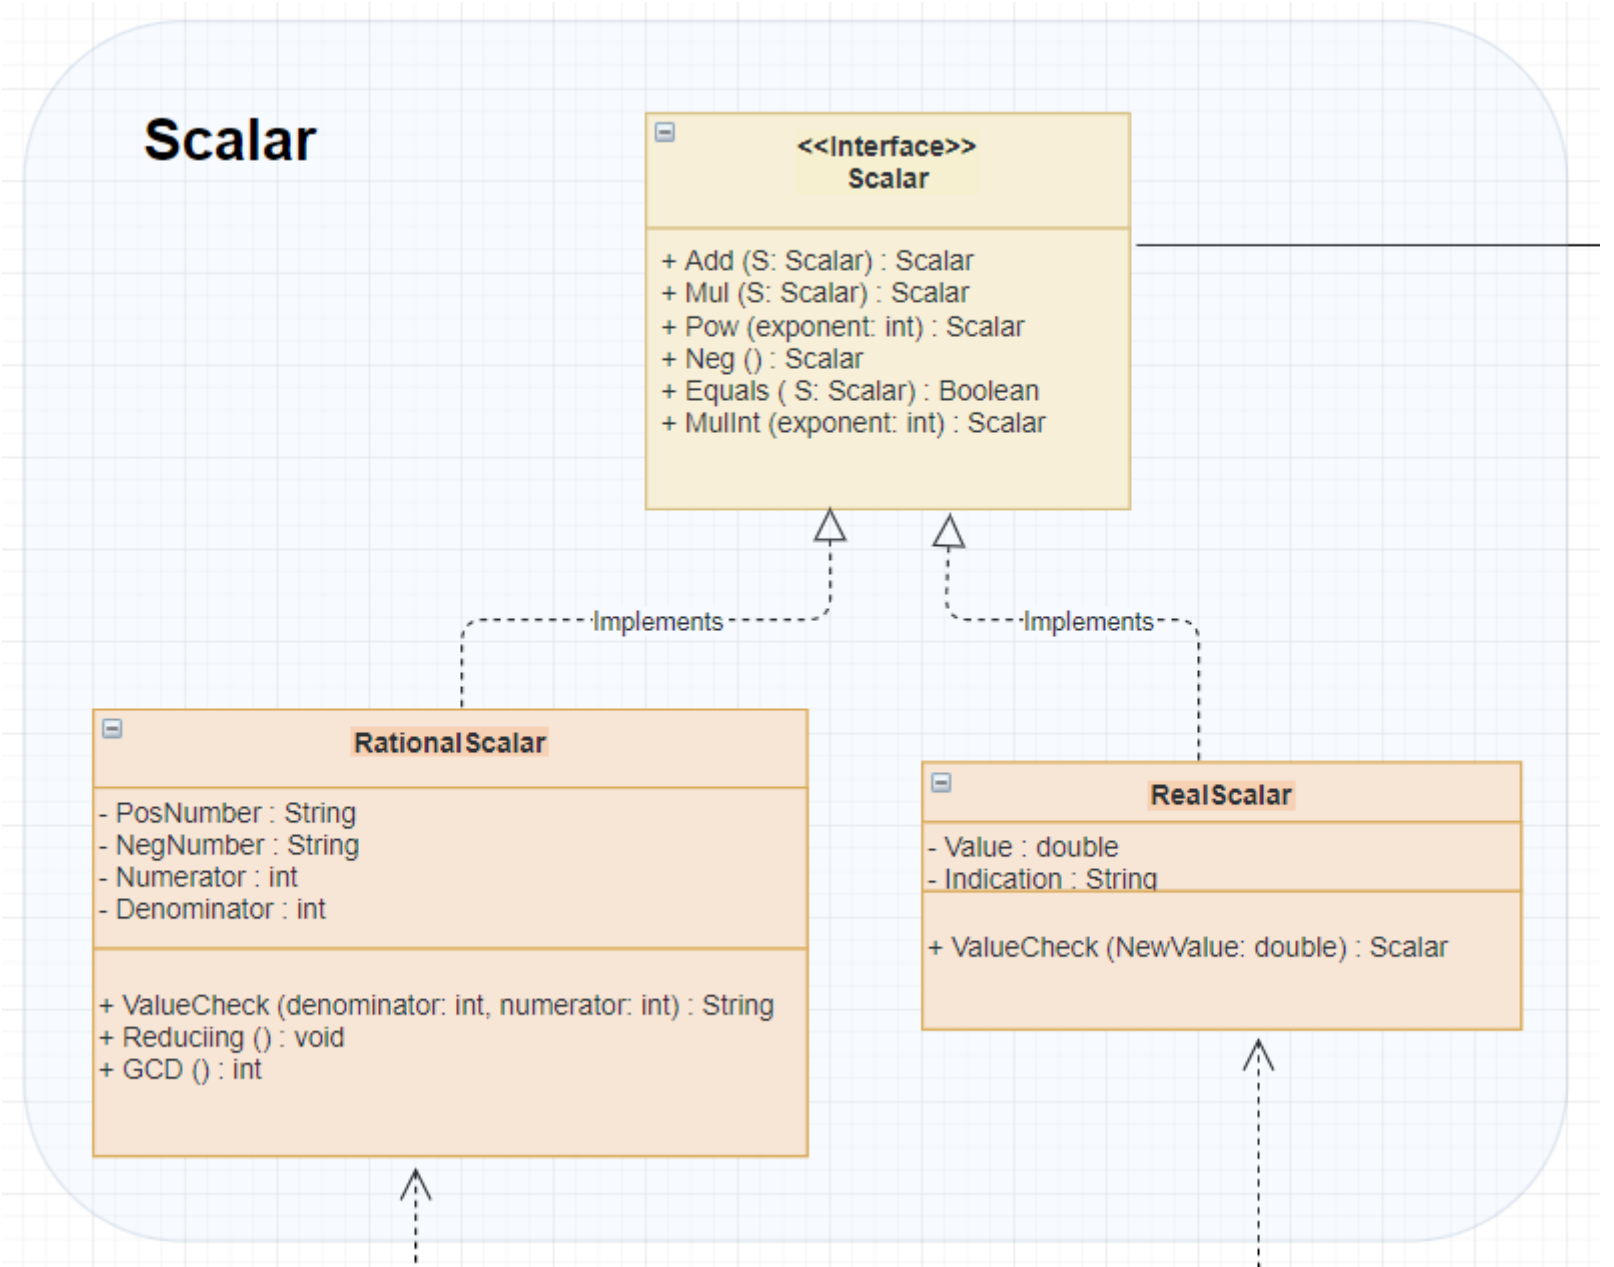 Scalar
<<Interface>>
Scalar
+ Add (S: Scalar) : Scalar
+ Mul (S: Scalar) : Scalar
+ Pow (exponent: int) : Scalar
+ Neg () : Scalar
+ Equals ( S: Scalar) : Boolean
+ MulInt (exponent: int) : Scalar
Implements
Implements
RationalScalar
- PosNumber : String
- NegNumber : String
- Numerator : int
- Denominator : int
+ ValueCheck (denominator: int, numerator: int) : String
+ Reduciing () : void
+ GCD () : int
RealScalar
- Value : double
- Indication : String
+ ValueCheck (NewValue: double) : Scalar